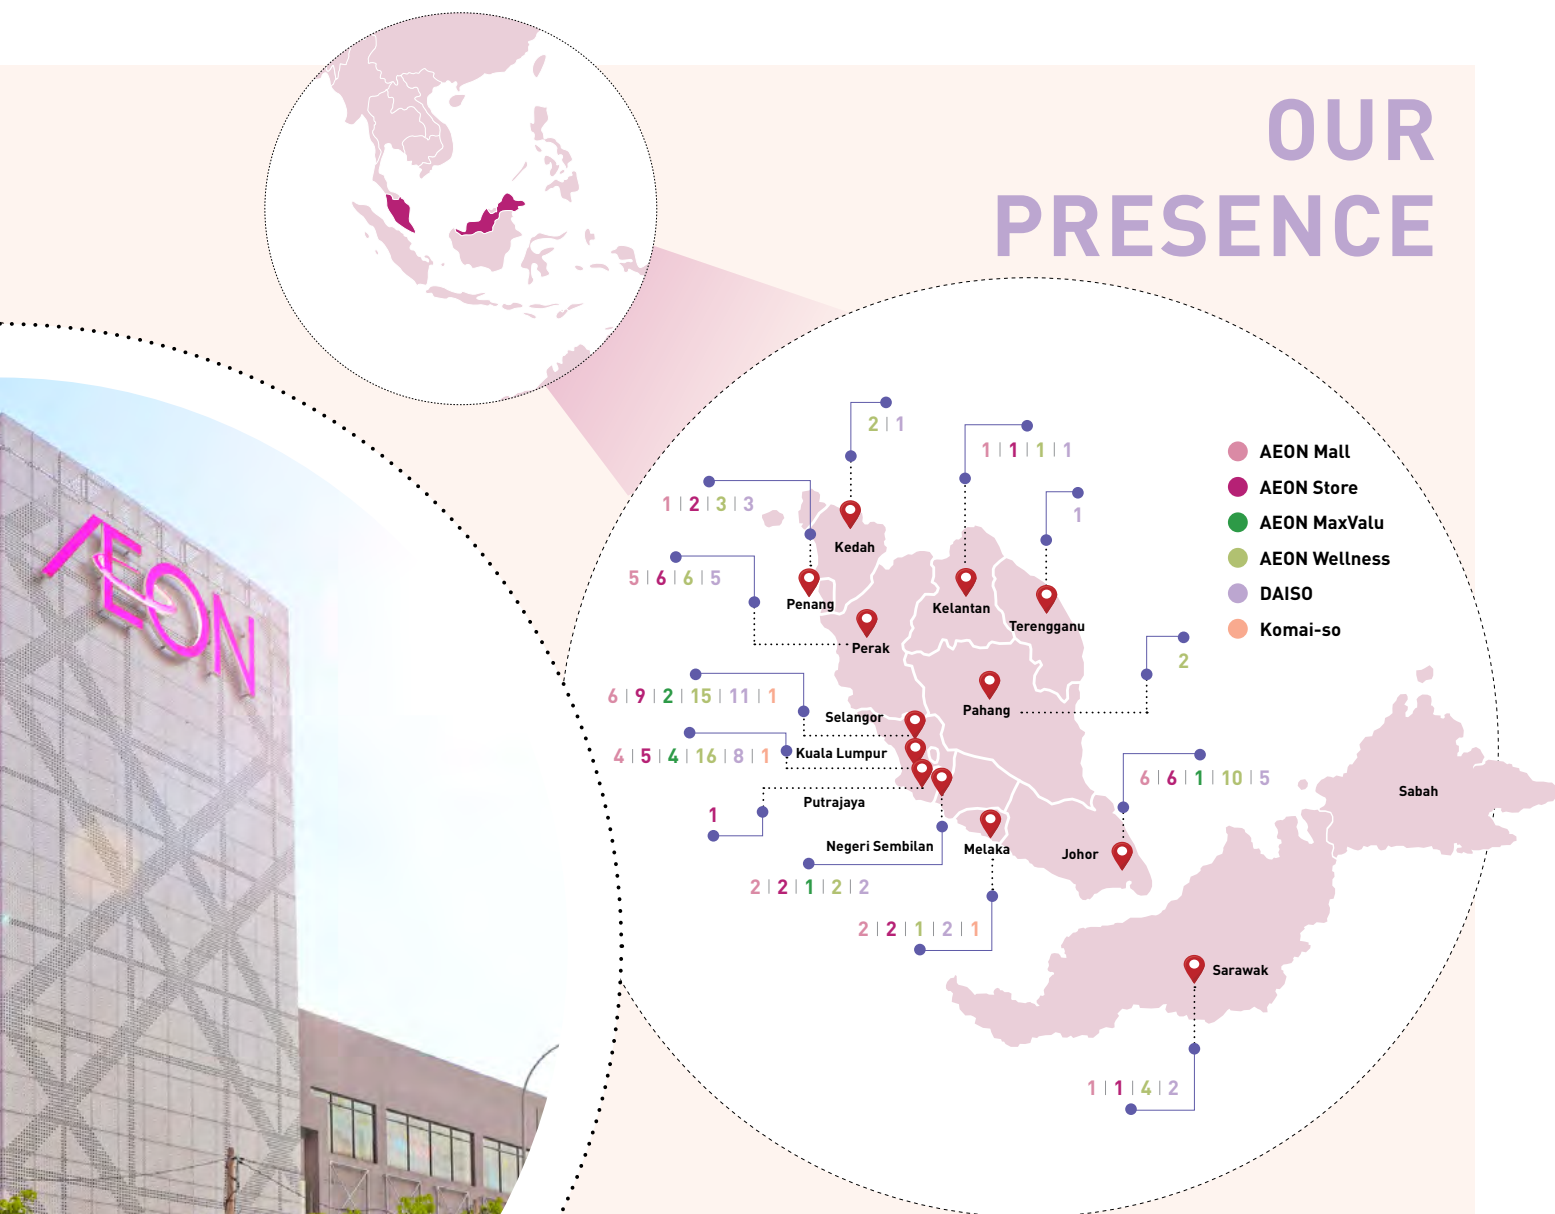 OUR
PRESENCE
AEON
2 | 1
1 | 1 | 1 | 1
1
1 | 2 | 3 | 3
5 | 6 | 6 | 5
6 | 9 | 2 | 15 | 11 | 1
4 | 5 | 4 | 16 | 8 | 1
1
2 | 2 | 1 | 2 | 2
2 | 2 | 1 | 2 | 1
2
6 | 6 | 1 | 10 | 5
1 | 1 | 4 | 2
Kedah
Penang
Perak
Kelantan
Terengganu
Pahang
Selangor
Kuala Lumpur
Putrajaya
Negeri Sembilan
Melaka
Johor
Sabah
Sarawak
AEON Mall
AEON Store
AEON MaxValu
AEON Wellness
DAISO
Komai-so